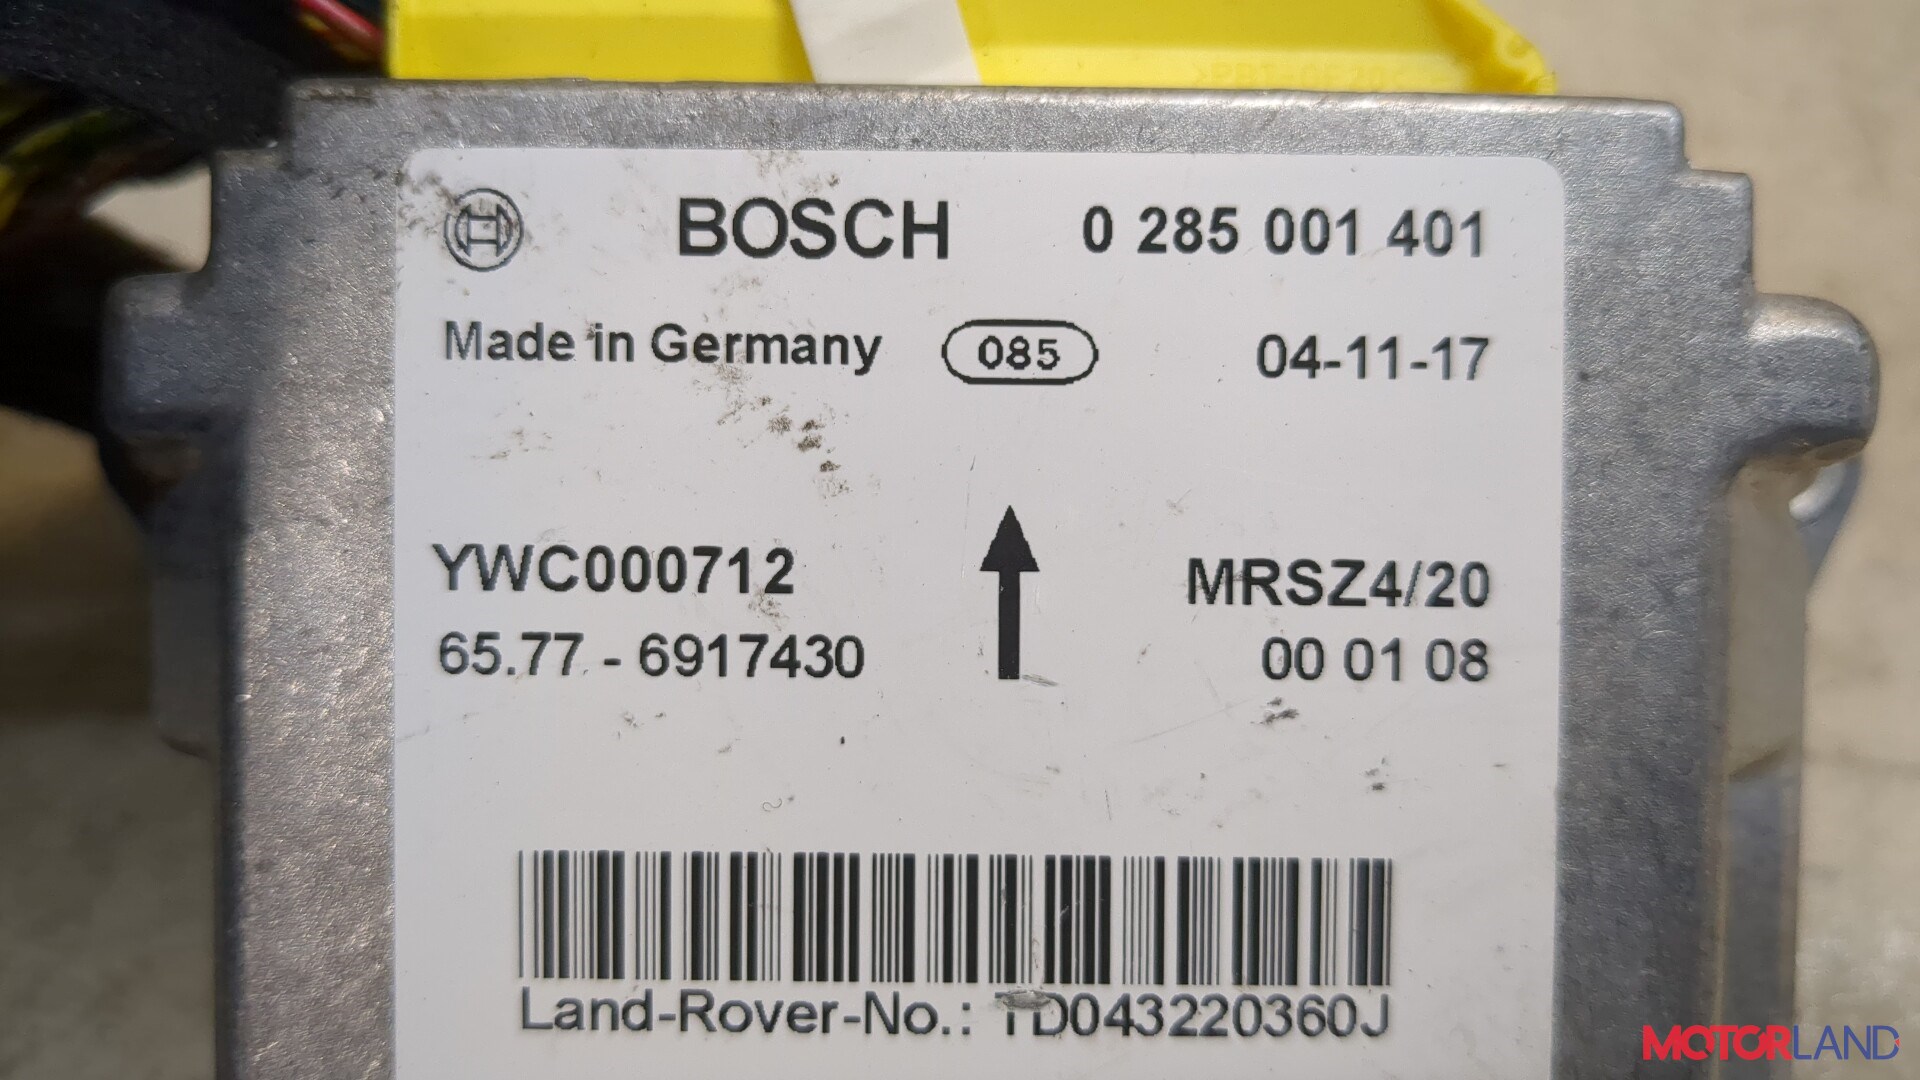 BOSCH 0 285 001 401
Made in Germany 085 04-11-17
YWC000712 MRSZ4/20
65.77 - 6917430 00 01 08
Land-Rover-No.: TD043220360J
MOTORLAND